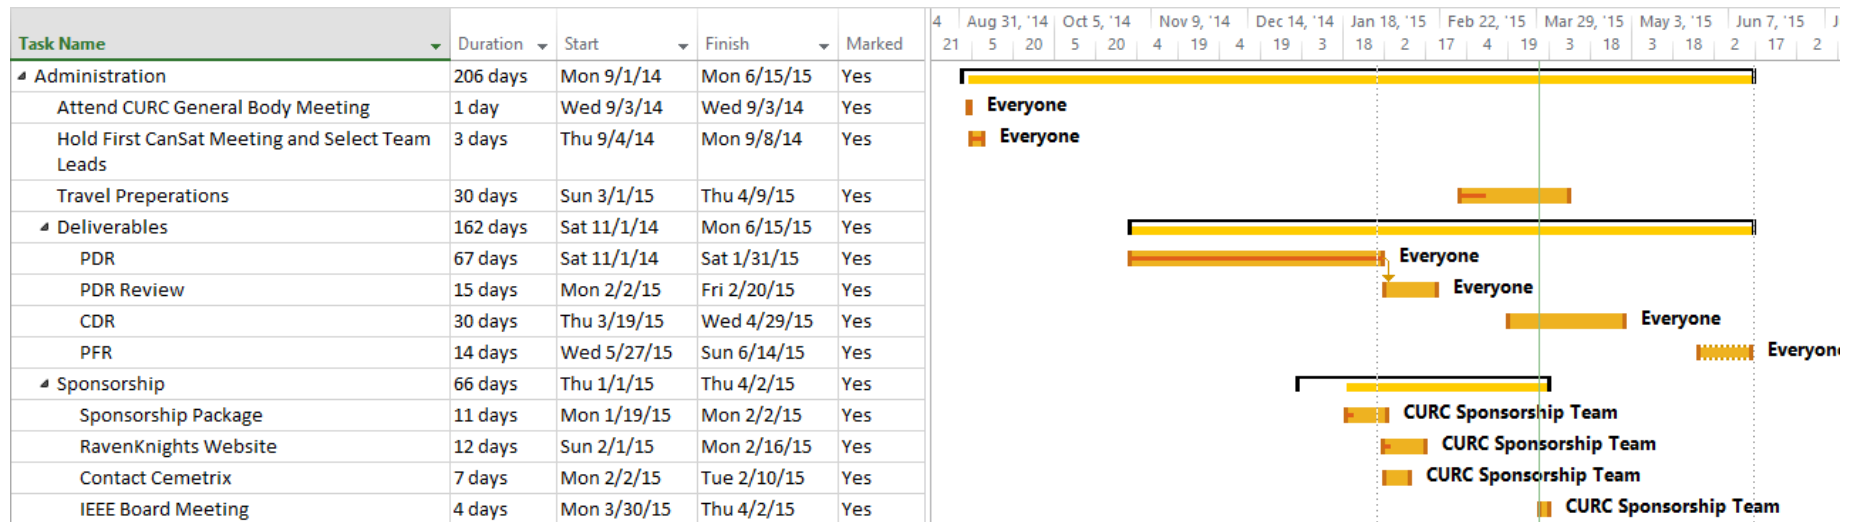 4 Aug 31, '14 Oct 5, '14 Nov 9, '14 Dec 14, '14 Jan 18, '15 Feb 22, '15 Mar 29, '15 May 3, '15 Jun 7, '15
Task Name Duration Start Finish Marked 21 5 20 5 20 4 19 4 19 3 18 2 17 4 19 3 18 3 18 2 17 2
Administration 206 days Mon 9/1/14 Mon 6/15/15 Yes
Attend CURC General Body Meeting 1 day Wed 9/3/14 Wed 9/3/14 Yes Everyone
Hold First CanSat Meeting and Select Team 3 days Thu 9/4/14 Mon 9/8/14 Yes Everyone
Leads
Travel Preperations 30 days Sun 3/1/15 Thu 4/9/15 Yes
Deliverables 162 days Sat 11/1/14 Mon 6/15/15 Yes
PDR 67 days Sat 11/1/14 Sat 1/31/15 Yes Everyone
PDR Review 15 days Mon 2/2/15 Fri 2/20/15 Yes Everyone
CDR 30 days Thu 3/19/15 Wed 4/29/15 Yes Everyone
PFR 14 days Wed 5/27/15 Sun 6/14/15 Yes Everyon
Sponsorship 66 days Thu 1/1/15 Thu 4/2/15 Yes
Sponsorship Package 11 days Mon 1/19/15 Mon 2/2/15 Yes CURC Sponsorship Team
RavenKnights Website 12 days Sun 2/1/15 Mon 2/16/15 Yes CURC Sponsorship Team
Contact Cemetrix 7 days Mon 2/2/15 Tue 2/10/15 Yes CURC Sponsorship Team
IEEE Board Meeting 4 days Mon 3/30/15 Thu 4/2/15 Yes CURC Sponsorship Team